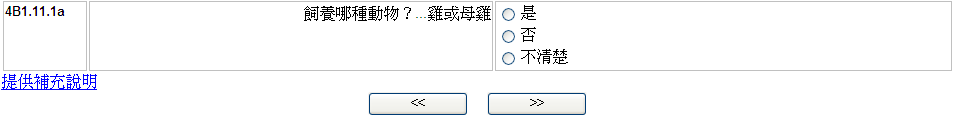 4B1.11.1a
飼養哪種動物？...雞或母雞
是
否
不清楚
提供補充說明
<<
>>